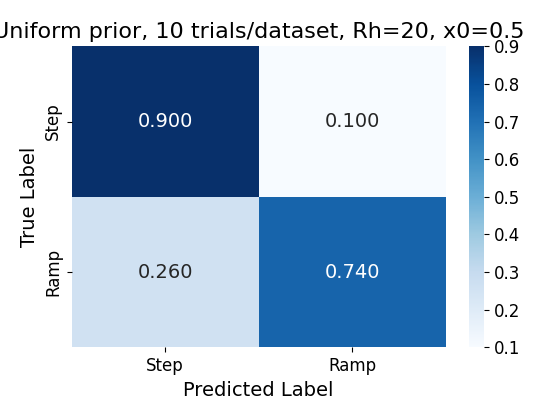 Uniform prior, 10 trials/dataset, Rh=20, x0=0.5
0.900
0.100
0.260
0.740
True Label
Step
Ramp
Step
Ramp
Predicted Label
0.9
0.8
0.7
0.6
0.5
0.4
0.3
0.2
0.1